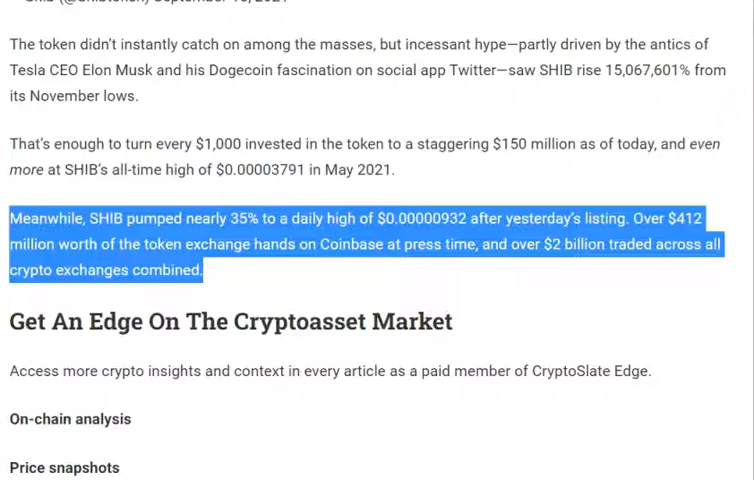 The token didn't instantly catch on among the masses, but incessant hype—partly driven by the antics of
Tesla CEO Elon Musk and his Dogecoin fascination on social app Twitter—saw SHIB rise 15,067,601% from
its November lows.
That's enough to turn every $1,000 invested in the token to a staggering $150 million as of today, and even
more at SHIB's all-time high of $0.00003791 in May 2021.
Meanwhile, SHIB pumped nearly 35% to a daily high of $0.00000932 after yesterday's listing. Over $412
million worth of the token exchange hands on Coinbase at press time, and over $2 billion traded across all
crypto exchanges combined.
Get An Edge On The Cryptoasset Market
Access more crypto insights and context in every article as a paid member of CryptoSlate Edge.
On-chain analysis
Price snapshots